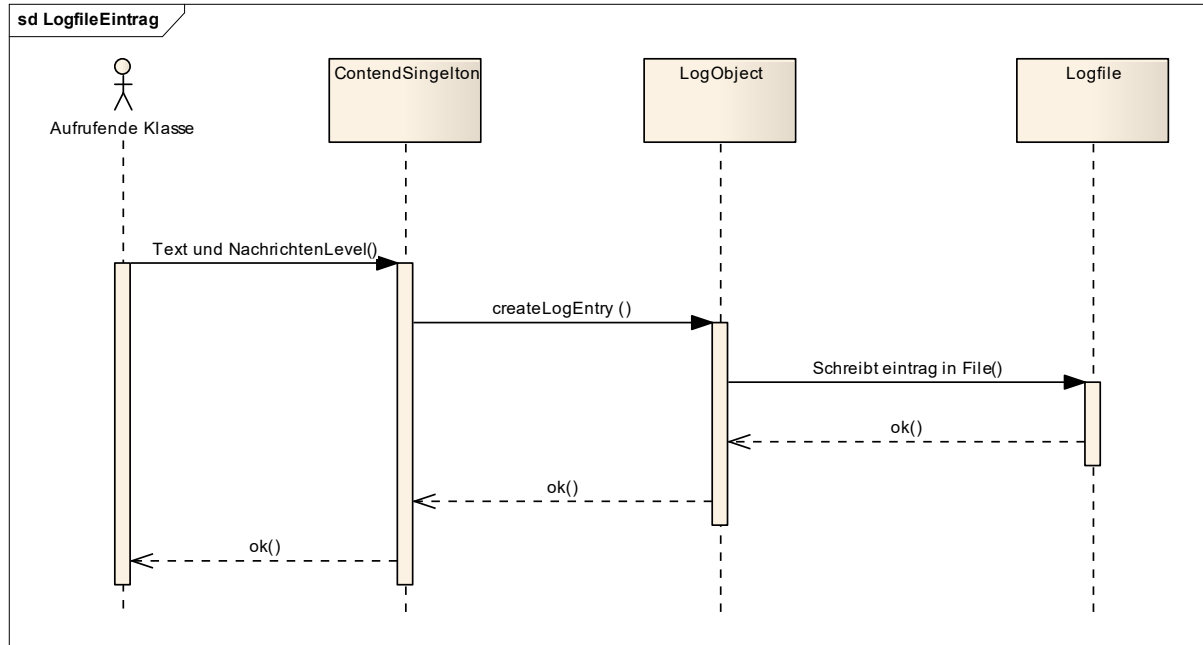 sd LogfileEintrag
Aufrufende Klasse
ContendSingelton
LogObject
Logfile
Text und NachrichtenLevel()
createLogEntry ()
Schreibt eintrag in File()
ok()
ok()
ok()